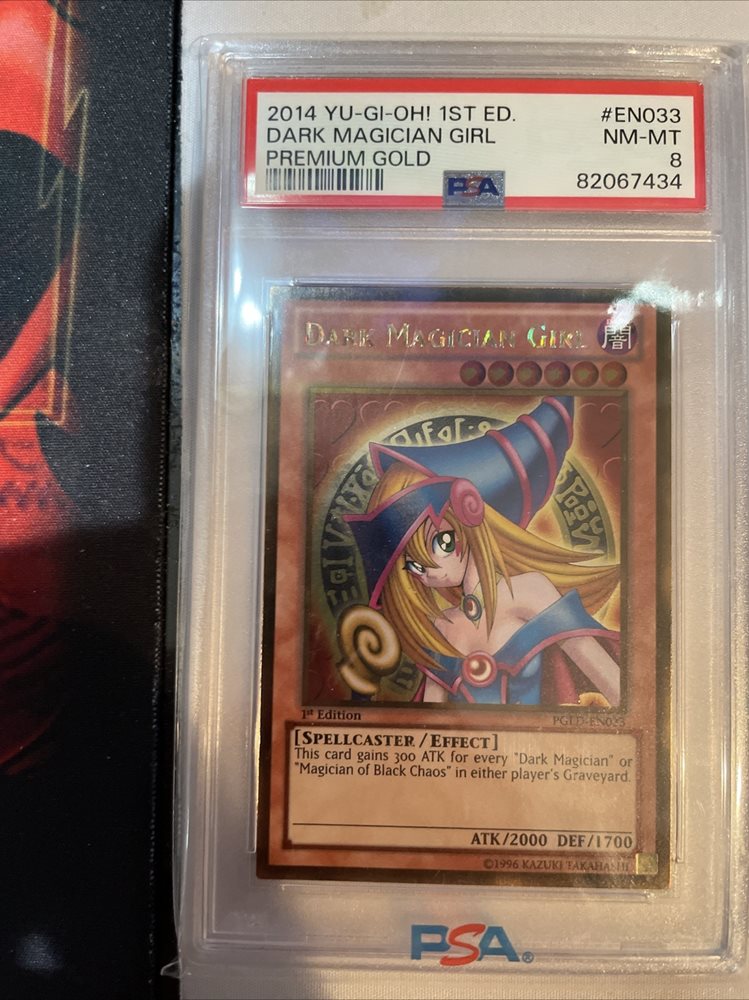 2014 YU-GI-OH! 1ST ED. #EN033
DARK MAGICIAN GIRL NM-MT
PREMIUM GOLD 8
PSA 82067434
DARK MAGICIAN GIRL 闇
1st Edition PGLD-EN033
[SPELLCASTER/EFFECT]
This card gains 300 ATK for every "Dark Magician" or
"Magician of Black Chaos" in either player's Graveyard.
ATK/2000 DEF/1700
©1996 KAZUKI TAKAHASHI
PSA®